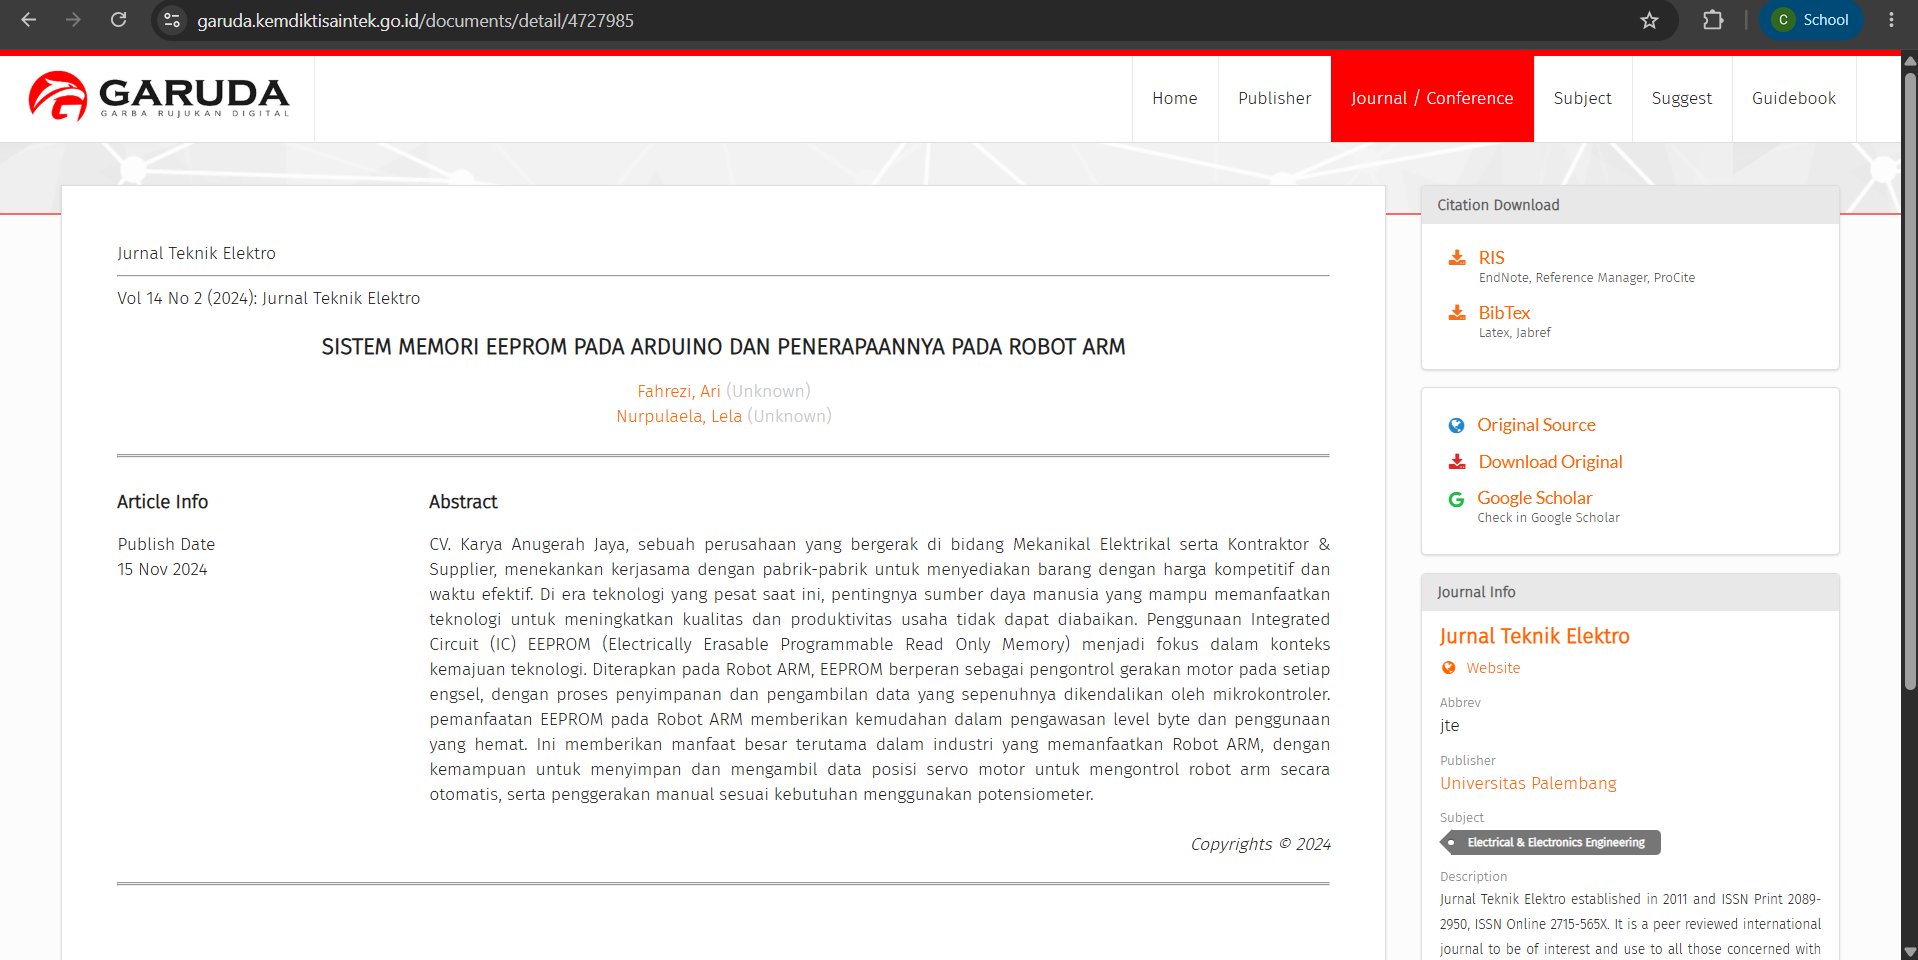 garuda.kemdiktisaintek.go.id/documents/detail/4727985
C School
GARUDA
GARBA RUJUKAN DIGITAL
Home Publisher Journal / Conference Subject Suggest Guidebook
Jurnal Teknik Elektro
Vol 14 No 2 (2024): Jurnal Teknik Elektro
SISTEM MEMORI EEPROM PADA ARDUINO DAN PENERAPAANNYA PADA ROBOT ARM
Fahrezi, Ari (Unknown)
Nurpulaela, Lela (Unknown)
Article Info
Publish Date
15 Nov 2024
Abstract
CV. Karya Anugerah Jaya, sebuah perusahaan yang bergerak di bidang Mekanikal Elektrikal serta Kontraktor &
Supplier, menekankan kerjasama dengan pabrik-pabrik untuk menyediakan barang dengan harga kompetitif dan
waktu efektif. Di era teknologi yang pesat saat ini, pentingnya sumber daya manusia yang mampu memanfaatkan
teknologi untuk meningkatkan kualitas dan produktivitas usaha tidak dapat diabaikan. Penggunaan Integrated
Circuit (IC) EEPROM (Electrically Erasable Programmable Read Only Memory) menjadi fokus dalam konteks
kemajuan teknologi. Diterapkan pada Robot ARM, EEPROM berperan sebagai pengontrol gerakan motor pada setiap
engsel, dengan proses penyimpanan dan pengambilan data yang sepenuhnya dikendalikan oleh mikrokontroler.
pemanfaatan EEPROM pada Robot ARM memberikan kemudahan dalam pengawasan level byte dan penggunaan
yang hemat. Ini memberikan manfaat besar terutama dalam industri yang memanfaatkan Robot ARM, dengan
kemampuan untuk menyimpan dan mengambil data posisi servo motor untuk mengontrol robot arm secara
otomatis, serta penggerakan manual sesuai kebutuhan menggunakan potensiometer.
Copyrights © 2024
Citation Download
RIS
EndNote, Reference Manager, ProCite
BibTex
Latex, Jabref
Original Source
Download Original
Google Scholar
Check in Google Scholar
Journal Info
Jurnal Teknik Elektro
Website
Abbrev
jte
Publisher
Universitas Palembang
Subject
Electrical & Electronics Engineering
Description
Jurnal Teknik Elektro established in 2011 and ISSN Print 2089-
2950, ISSN Online 2715-565X. It is a peer reviewed international
journal to be of interest and use to all those concerned with